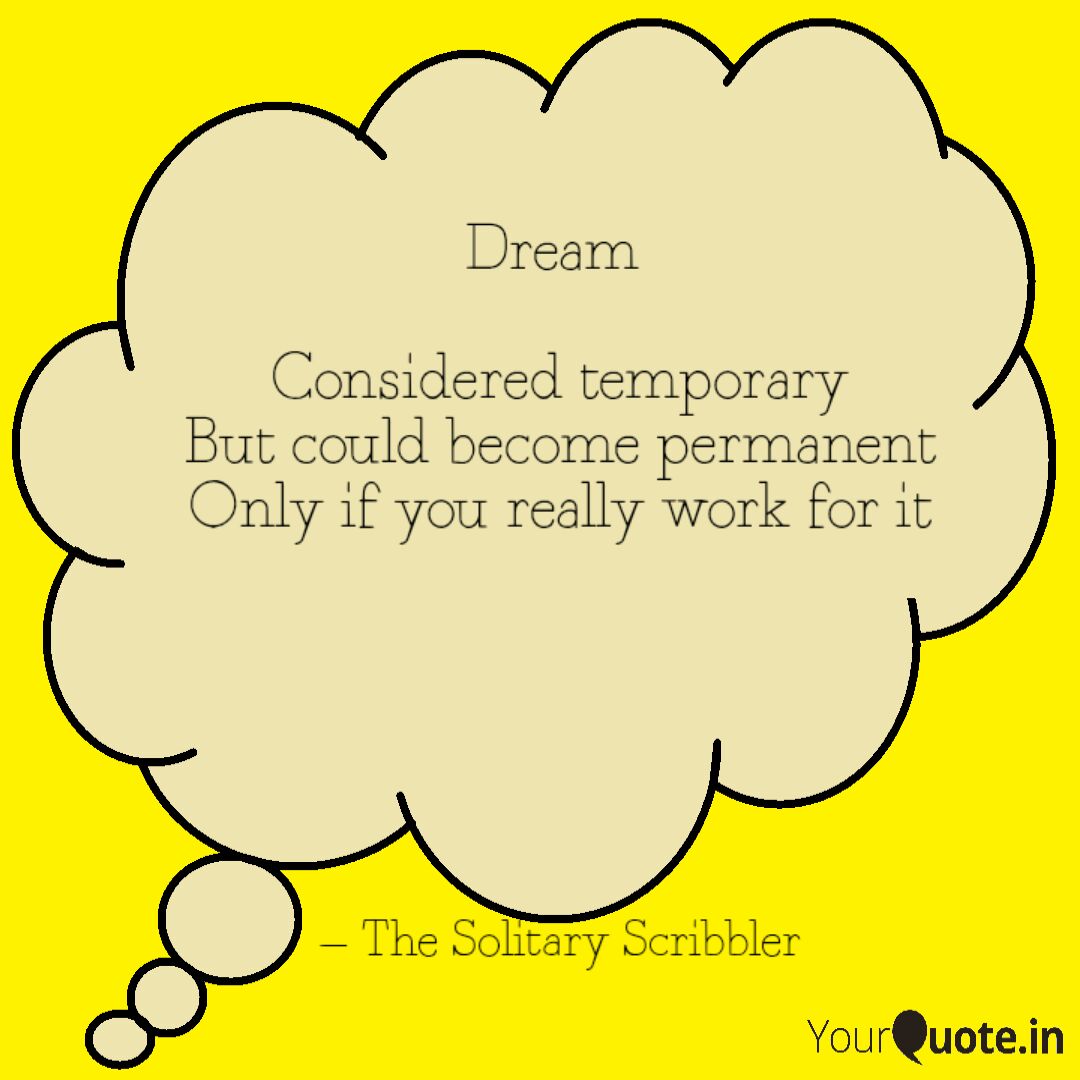 Dream
Considered temporary
But could become permanent
Only if you really work for it
– The Solitary Scribbler
YourQuote.in